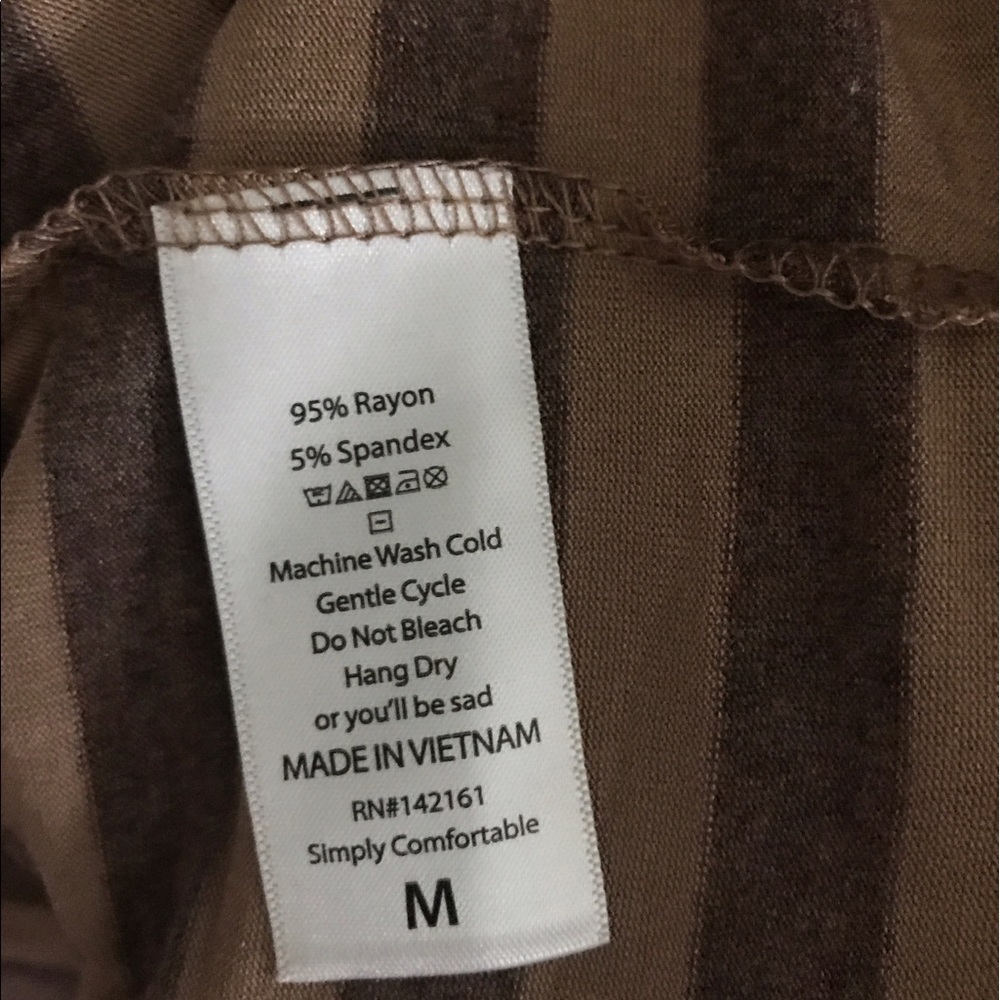 95% Rayon
5% Spandex
Machine Wash Cold
Gentle Cycle
Do Not Bleach
Hang Dry
or you'll be sad
MADE IN VIETNAM
RN#142161
Simply Comfortable
M